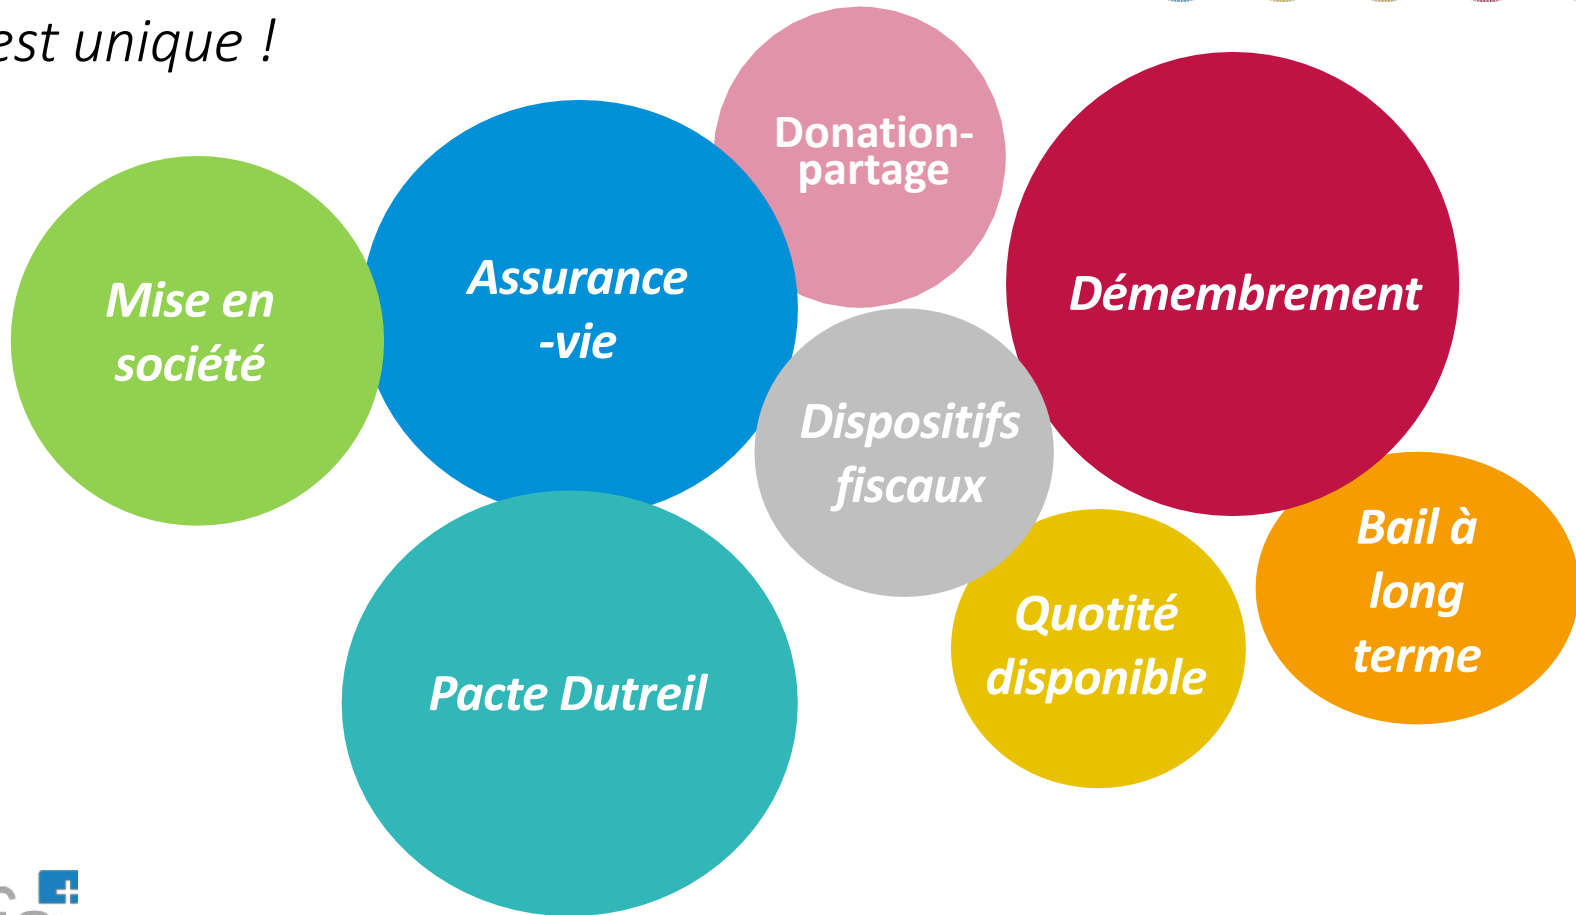 est unique !
Donation-
partage
Mise en
société
Assurance
-vie
Démembrement
Dispositifs
fiscaux
Bail à
long
terme
Quotité
disponible
Pacte Dutreil